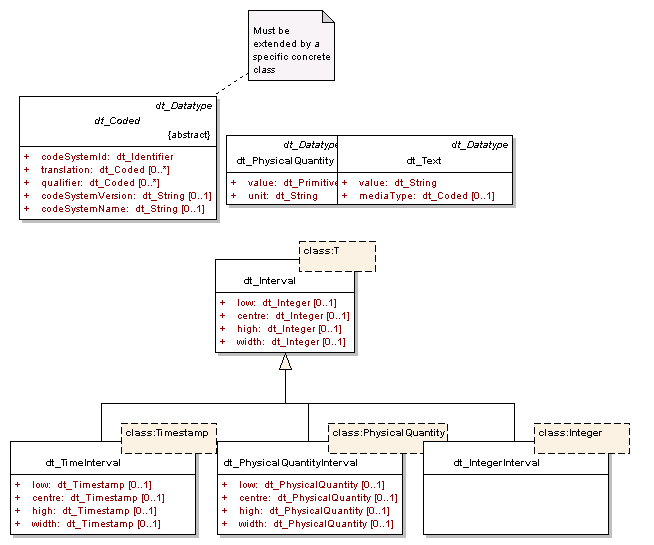 Must be
extended by a
specific concrete
class
dt_Datatype
dt_Coded
{abstract}
+ codeSystemId: dt_Identifier
+ translation: dt_Coded [0..*]
+ qualifier: dt_Coded [0..*]
+ codeSystemVersion: dt_String [0..1]
+ codeSystemName: dt_String [0..1]
dt_Datatype
dt_PhysicalQuantity
+ value: dt_Primitive
+ unit: dt_String
dt_Datatype
dt_Text
+ value: dt_String
+ mediaType: dt_Coded [0..1]
class:T
dt_Interval
+ low: dt_Integer [0..1]
+ centre: dt_Integer [0..1]
+ high: dt_Integer [0..1]
+ width: dt_Integer [0..1]
class:Timestamp
dt_TimeInterval
+ low: dt_Timestamp [0..1]
+ centre: dt_Timestamp [0..1]
+ high: dt_Timestamp [0..1]
+ width: dt_Timestamp [0..1]
class:PhysicalQuantity
dt_PhysicalQuantityInterval
+ low: dt_PhysicalQuantity [0..1]
+ centre: dt_PhysicalQuantity [0..1]
+ high: dt_PhysicalQuantity [0..1]
+ width: dt_PhysicalQuantity [0..1]
class:Integer
dt_IntegerInterval